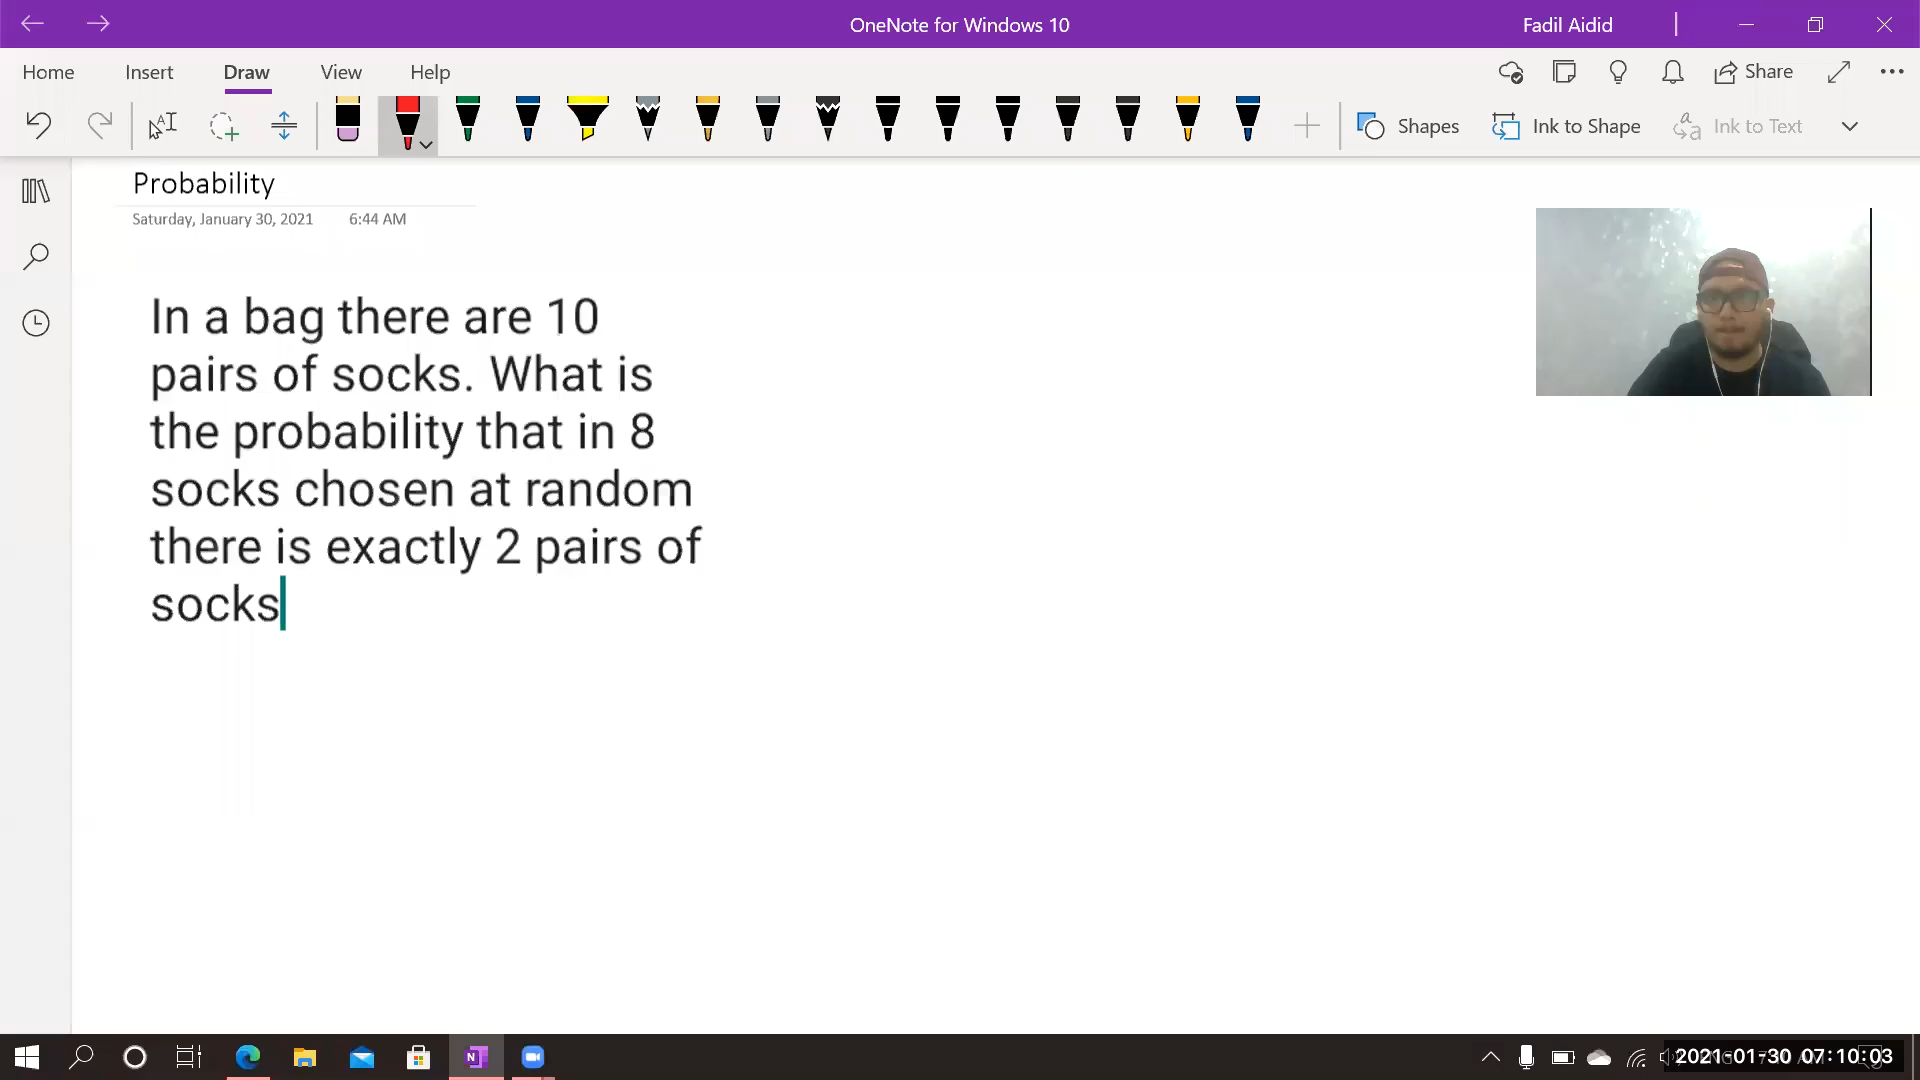 OneNote for Windows 10
Fadil Aidid
Home Insert Draw View Help
Share
Shapes
Ink to Shape
Ink to Text
Probability
Saturday, January 30, 2021 6:44 AM
In a bag there are 10
pairs of socks. What is
the probability that in 8
socks chosen at random
there is exactly 2 pairs of
socks
2021-01-30 07:10:03